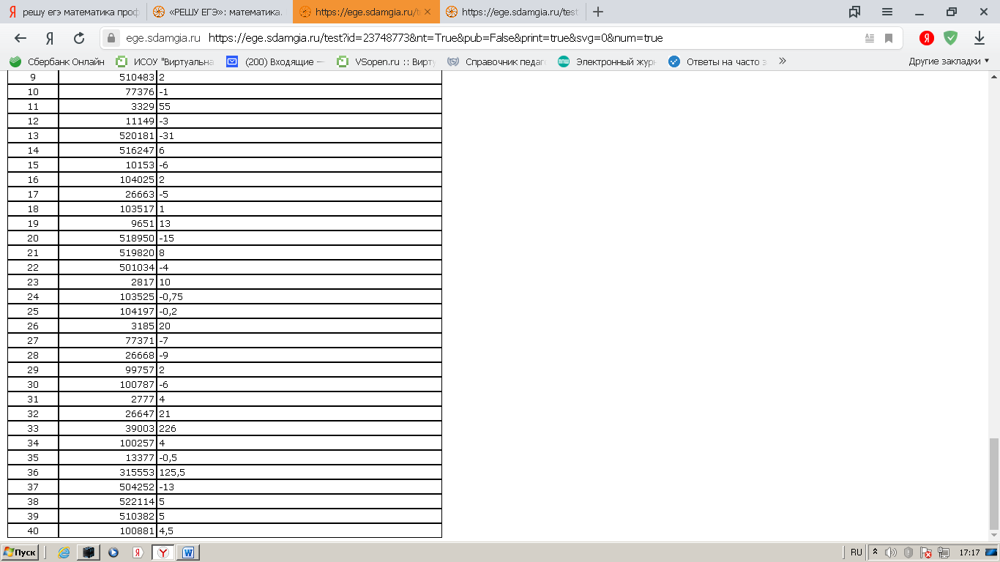 Я решу егэ математика проф
«РЕШУ ЕГЭ»: математика.
https://ege.sdamgia.ru/t
https://ege.sdamgia.ru/test
Я ege.sdamgia.ru https://ege.sdamgia.ru/test?id=23748773&nt=True&pub=False&print=true&svg=0&num=true Я
Сбербанк Онлайн ИСОУ "Виртуальна (200) Входящие — VSopen.ru :: Вирту Справочник педаг Электронный жур Ответы на часто з » Другие закладки
9 510483 2
10 77376 -1
11 3329 55
12 11149 -3
13 520181 -31
14 516247 6
15 10153 -6
16 104025 2
17 26663 -5
18 103517 1
19 9651 13
20 518950 -15
21 519820 8
22 501034 -4
23 2817 10
24 103525 -0,75
25 104197 -0,2
26 3185 20
27 77371 -7
28 26668 -9
29 99757 2
30 100787 -6
31 2777 4
32 26647 21
33 39003 226
34 100257 4
35 13377 -0,5
36 315553 125,5
37 504252 -13
38 522114 5
39 510382 5
40 100881 4,5
Пуск RU 17:17